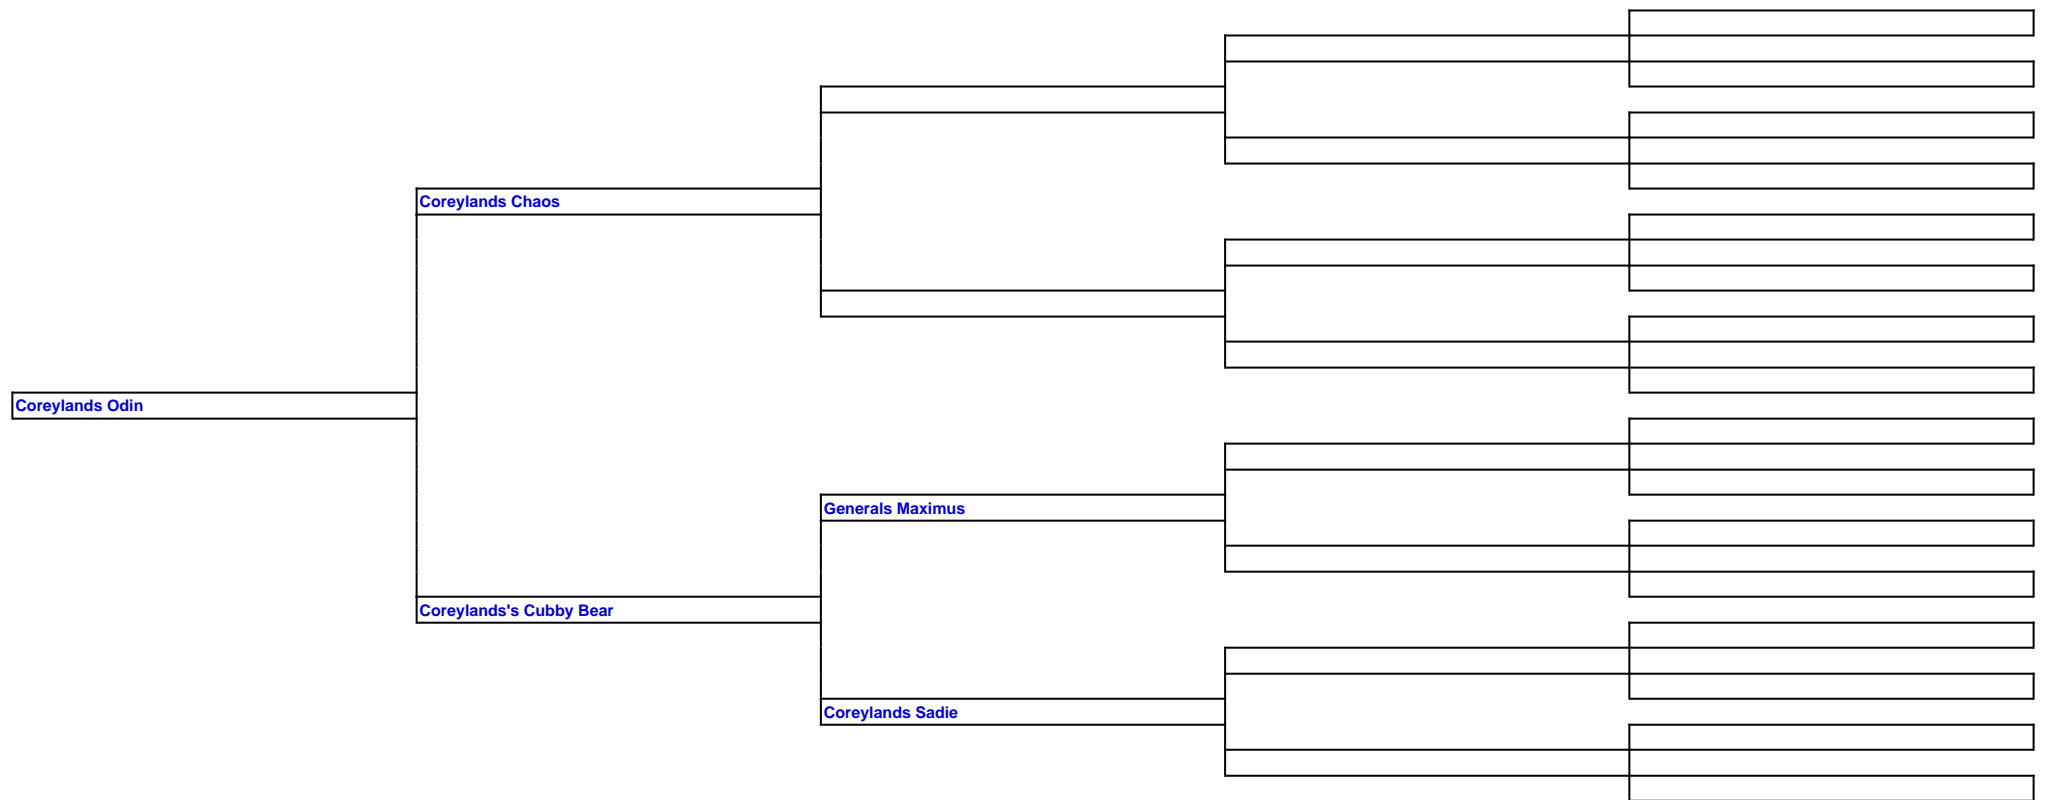 Coreylands Chaos
Coreylands Odin
Generals Maximus
Coreylands's Cubby Bear
Coreylands Sadie